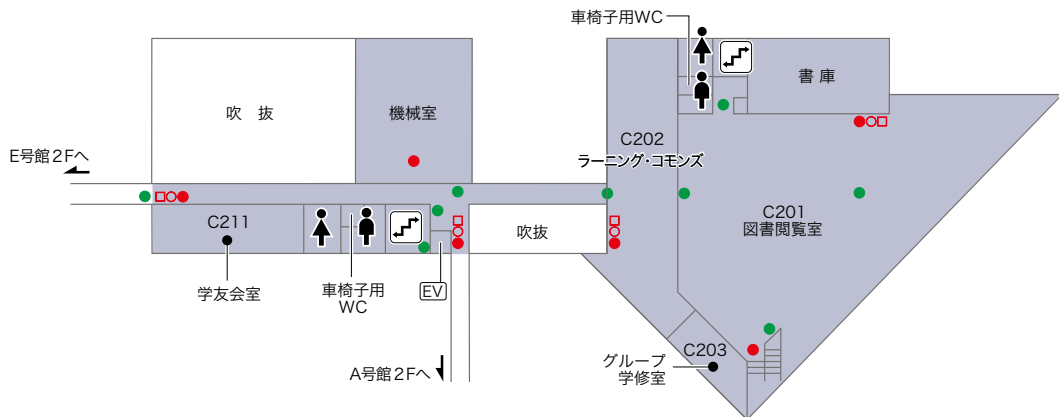 車椅子用WC
吹 抜
機械室
書 庫
C202
ラーニング・コモンズ
E号館2Fへ
C211
吹抜
C201
図書閲覧室
学友会室
車椅子用
WC
EV
A号館2Fへ
C203
グループ
学修室